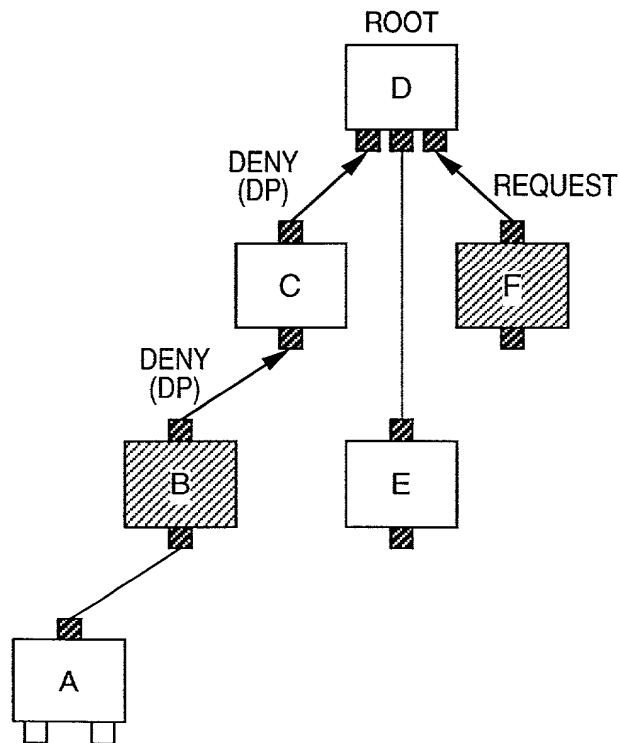 ROOT
D
DENY
(DP)
REQUEST
C
F
DENY
(DP)
B
E
A